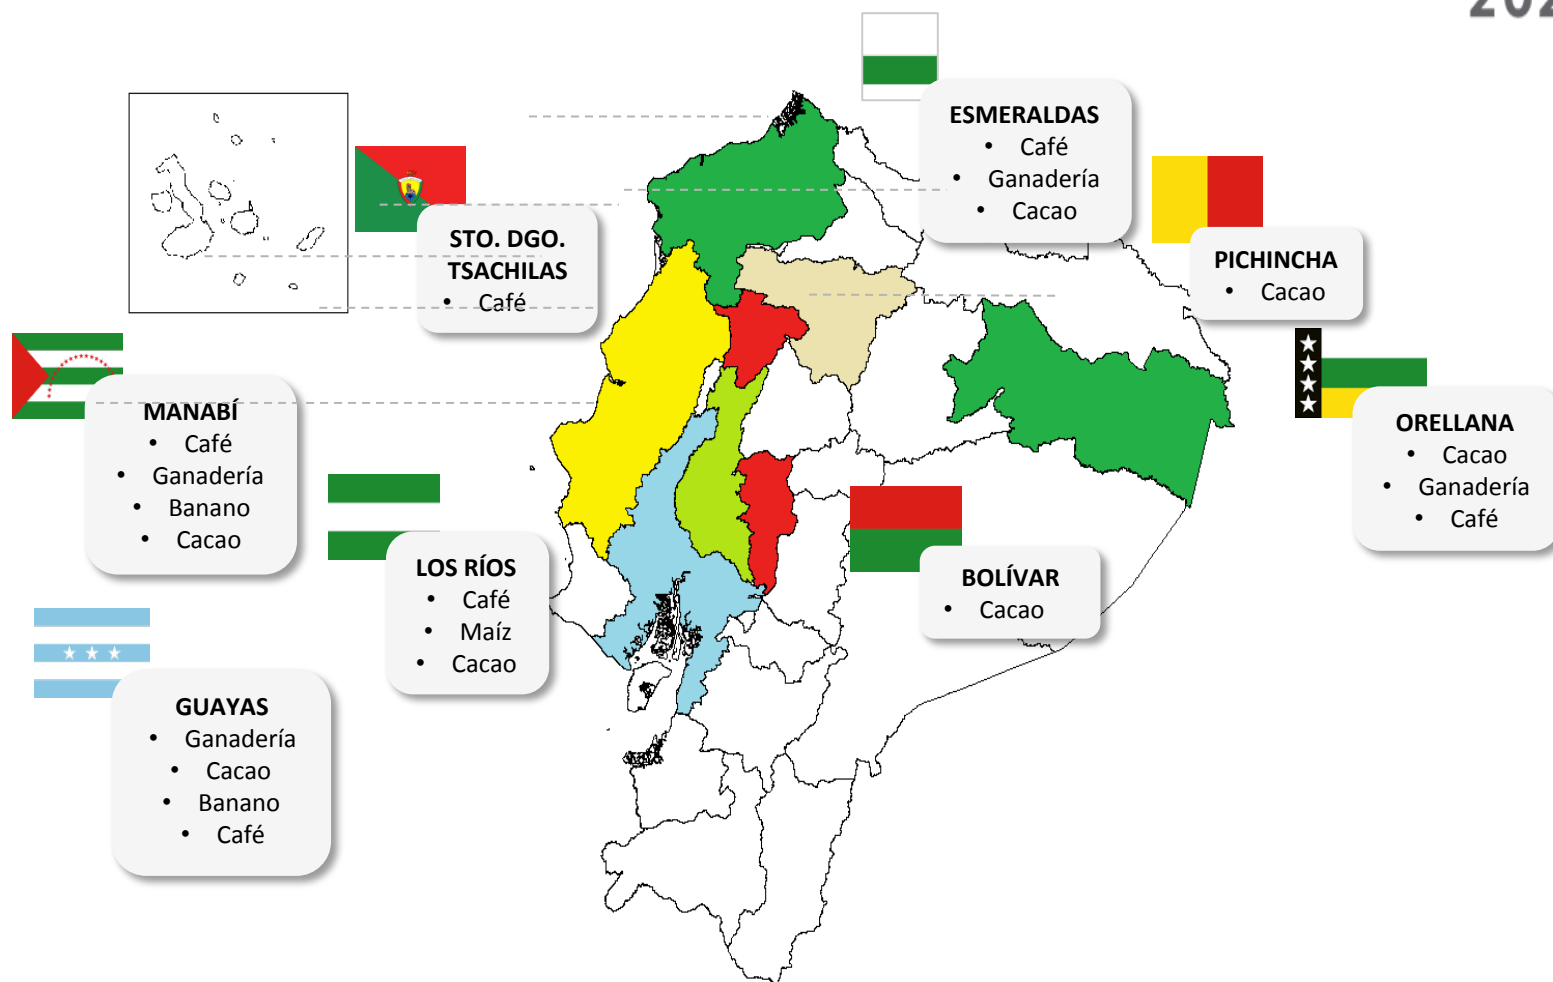 ESMERALDAS
• Café
• Ganadería
• Cacao
STO. DGO.
TSACHILAS
• Café
PICHINCHA
• Cacao
MANABÍ
• Café
• Ganadería
• Banano
• Cacao
ORELLANA
• Cacao
• Ganadería
• Café
LOS RÍOS
• Café
• Maíz
• Cacao
BOLÍVAR
• Cacao
GUAYAS
• Ganadería
• Cacao
• Banano
• Café